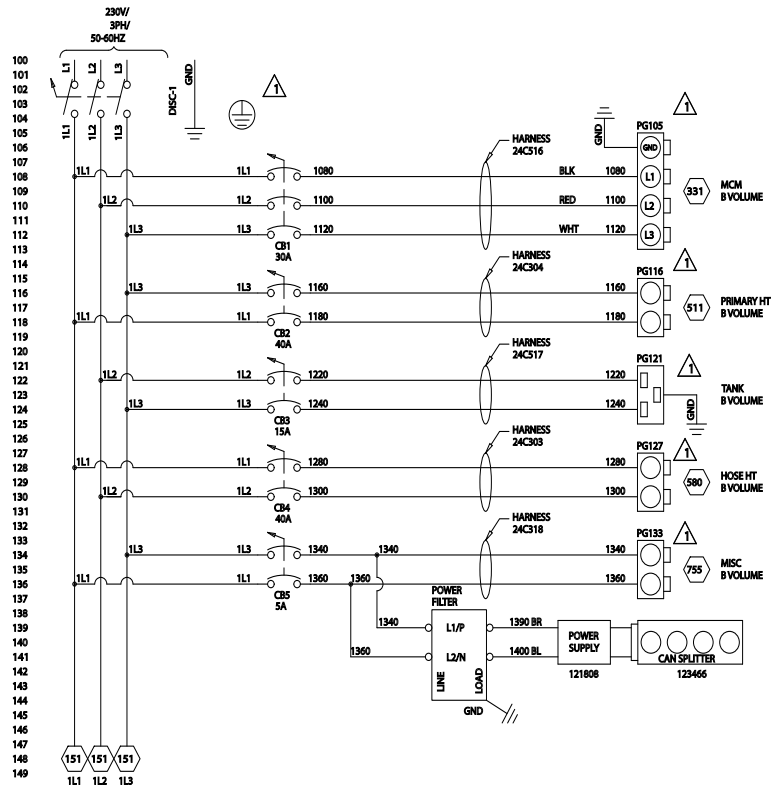 230V/
3PH/
50-60HZ
100
101
102
103
104
105
106
107
108
109
110
111
112
113
114
115
116
117
118
119
120
121
122
123
124
125
126
127
128
129
130
131
132
133
134
135
136
137
138
139
140
141
142
143
144
145
146
147
148
149
L1 L2 L3 GND
DISC-1
1L1 1L2 1L3
1
1
GND
PG105
GND
HARNESS
24C516
1L1 1L1 1080 BLK 1080 L1
1L2 1L2 1100 RED 1100 L2
1L3 1L3 1120 WHT 1120 L3
CB1
30A
331
MCM
B VOLUME
HARNESS
24C304
1
PG116
1L3 1L3 1160 1160
1L1 1L1 1180 1180
CB2
40A
511
PRIMARY HT
B VOLUME
HARNESS
24C517
1
PG121
1L2 1L2 1220 1220
1L3 1L3 1240 1240
CB3
15A
GND
TANK
B VOLUME
HARNESS
24C303
1
PG127
1L1 1L1 1280 1280
1L2 1L2 1300 1300
CB4
40A
580
HOSE HT
B VOLUME
HARNESS
24C318
1
PG133
1L3 1L3 1340 1340 1340
1L1 1L1 1360 1360 1360
CB5
5A
755
MISC
B VOLUME
POWER
FILTER
1340 L1/P 1390 BR
1360 L2/N 1400 BL
LINE LOAD
GND
POWER
SUPPLY
121808
CAN SPLITTER
123466
151 151 151
1L1 1L2 1L3